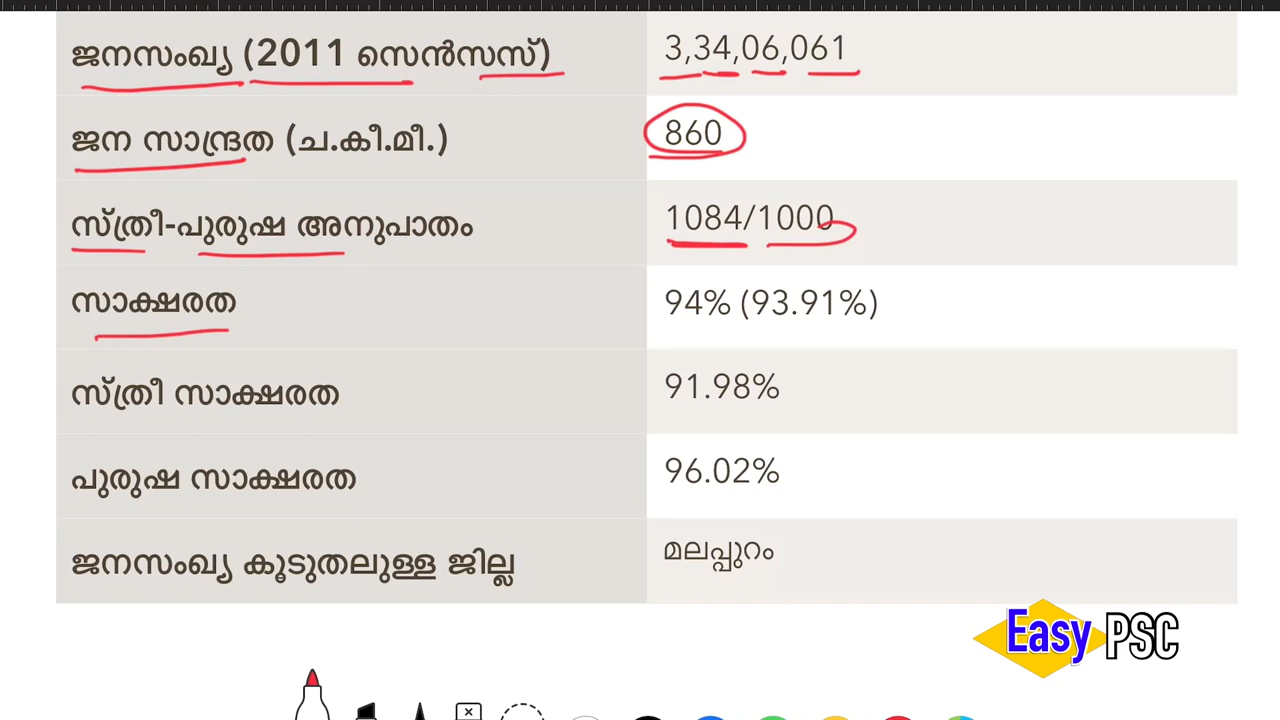 ജനസംഖ്യ (2011 സെൻസസ്) 3,34,06,061
ജന സാന്ദ്രത (ച.കീ.മീ.) 860
സ്ത്രീ-പുരുഷ അനുപാതം 1084/1000
സാക്ഷരത 94% (93.91%)
സ്ത്രീ സാക്ഷരത 91.98%
പുരുഷ സാക്ഷരത 96.02%
ജനസംഖ്യ കൂടുതലുള്ള ജില്ല മലപ്പുറം
Easy PSC